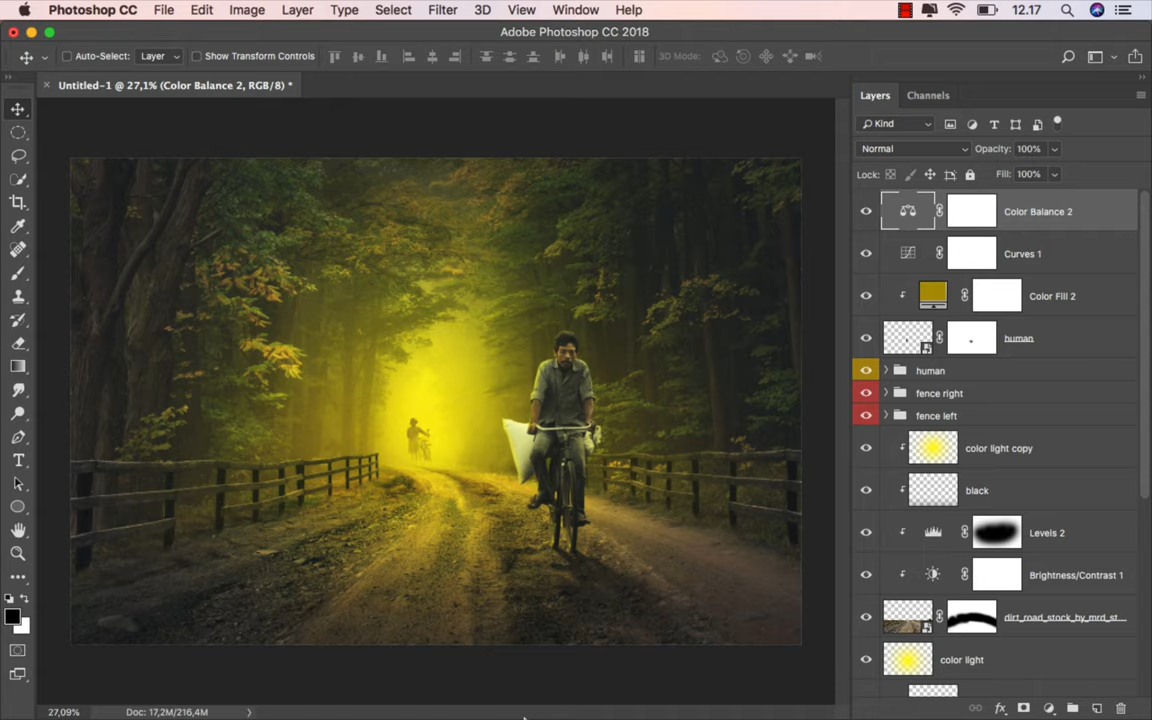 Photoshop CC File Edit Image Layer Type Select Filter 3D View Window Help 12.17
Adobe Photoshop CC 2018
Auto-Select: Layer Show Transform Controls 3D Mode:
Untitled-1 @ 27,1% (Color Balance 2, RGB/8) *
Layers Channels
Kind
Normal Opacity: 100%
Lock: Fill: 100%
Color Balance 2
Curves 1
Color Fill 2
human
human
fence right
fence left
color light copy
black
Levels 2
Brightness/Contrast 1
dirt_road_stock_by_mrd_st...
color light
27,09% Doc: 17,2M/216,4M